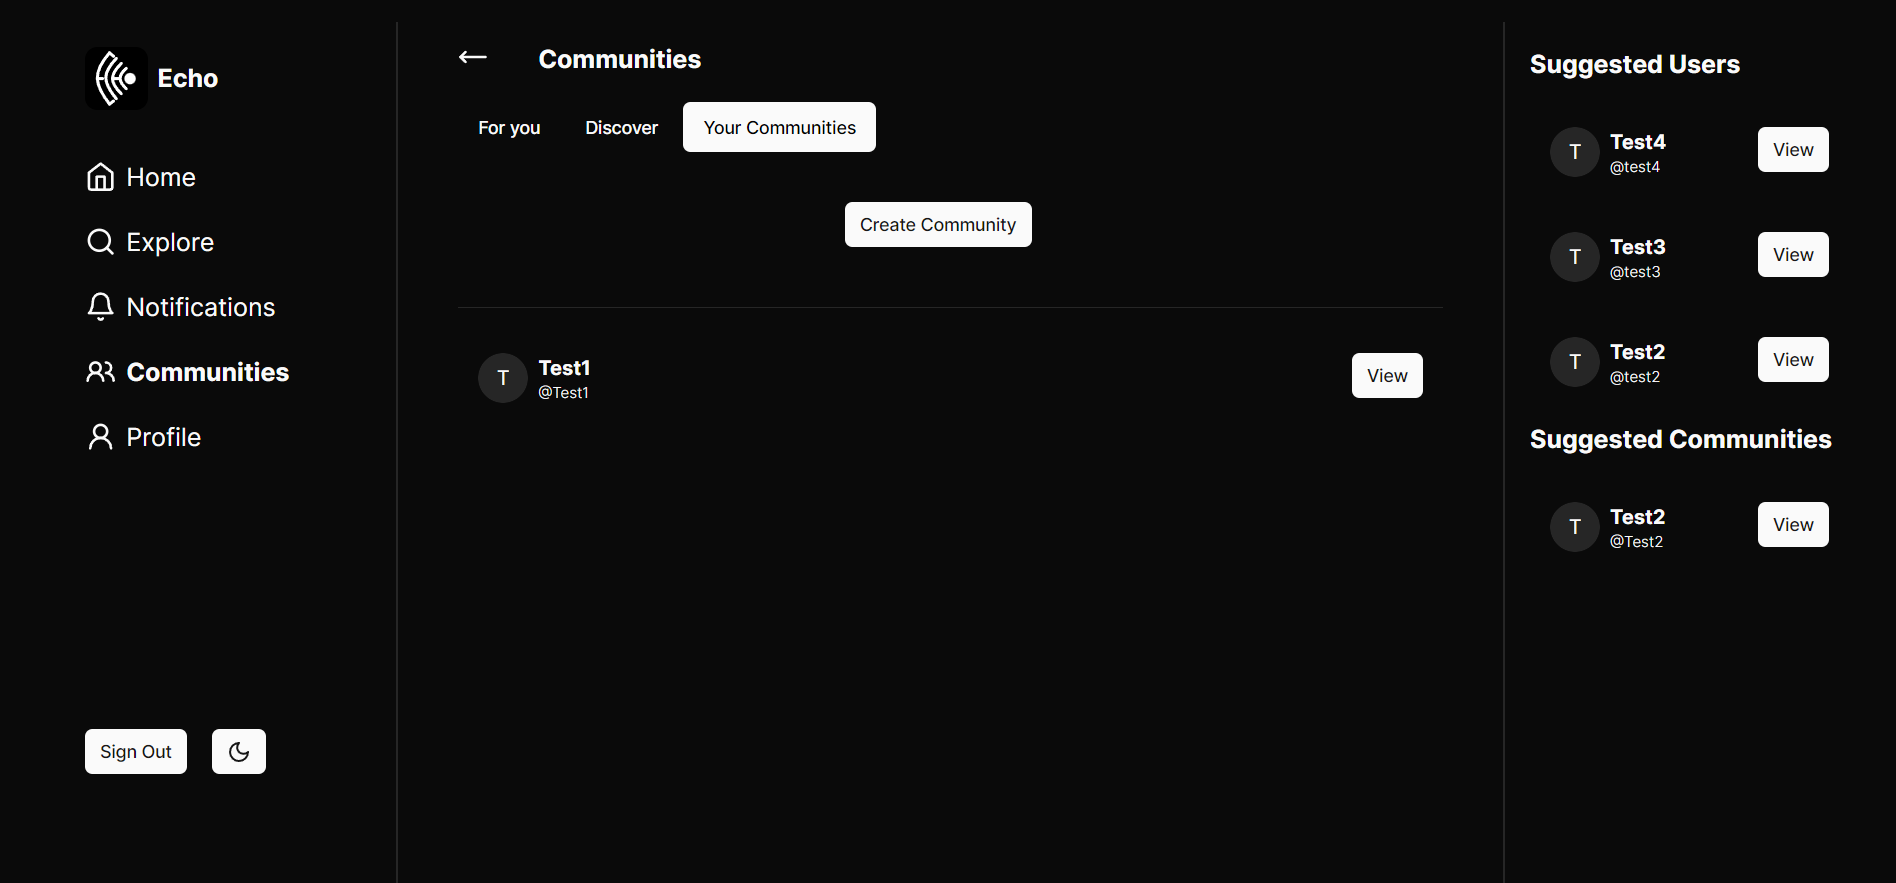 Echo
Home
Explore
Notifications
Communities
Profile
Sign Out
Communities
For you
Discover
Your Communities
Create Community
T
Test1
@Test1
View
Suggested Users
T
Test4
@test4
View
T
Test3
@test3
View
T
Test2
@test2
View
Suggested Communities
T
Test2
@Test2
View